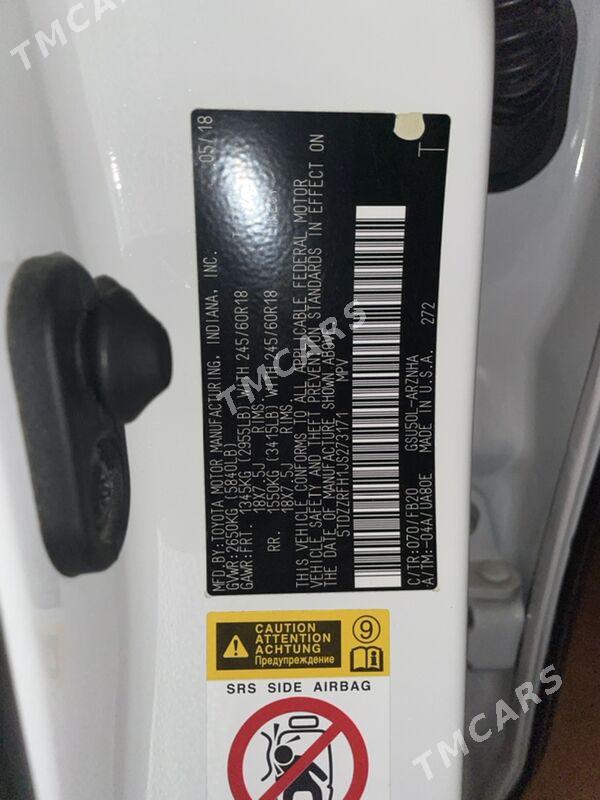 TMCARS
MFD.BY:TOYOTA MOTOR MANUFACTURING, INDIANA, INC. 05/18
GVWR:2650KG (5840LB)
GAWR:FRT. 1345KG (2955LB) WITH 245/60R18
18X7.5J RIMS
RR. 1550KG (3415LB) WITH 245/60R18
18X7.5J RIMS
THIS VEHICLE CONFORMS TO ALL APPLICABLE FEDERAL MOTOR
VEHICLE SAFETY AND THEFT PREVENTION STANDARDS IN EFFECT ON
THE DATE OF MANUFACTURE SHOWN ABOVE.
5TDZZRFH1JS273171 MPV
C/TR:070/FB20 GSU50L-ARZNHA
A/TM:-04A/UA80E MADE IN U.S.A. 272
T
TMCARS
CAUTION
ATTENTION
ACHTUNG
Предупреждение
9
SRS SIDE AIRBAG
TMCARS